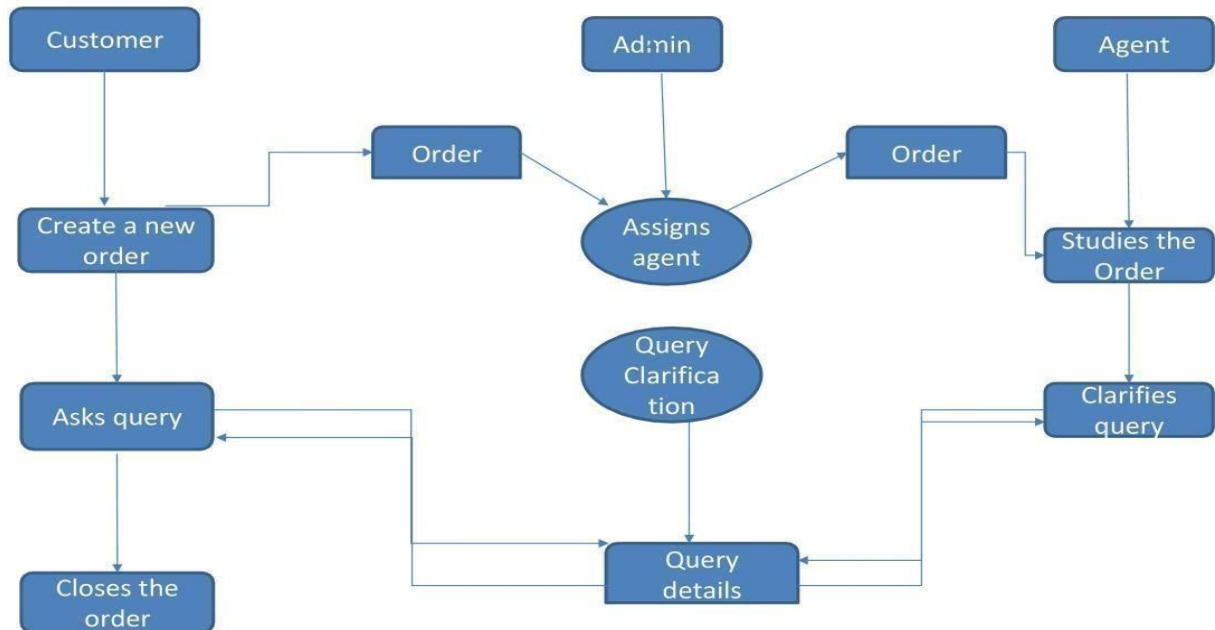 Customer
Admin
Agent
Order
Order
Create a new
order
Assigns
agent
Studies the
Order
Query
Clarifica
tion
Asks query
Clarifies
query
Query
details
Closes the
order